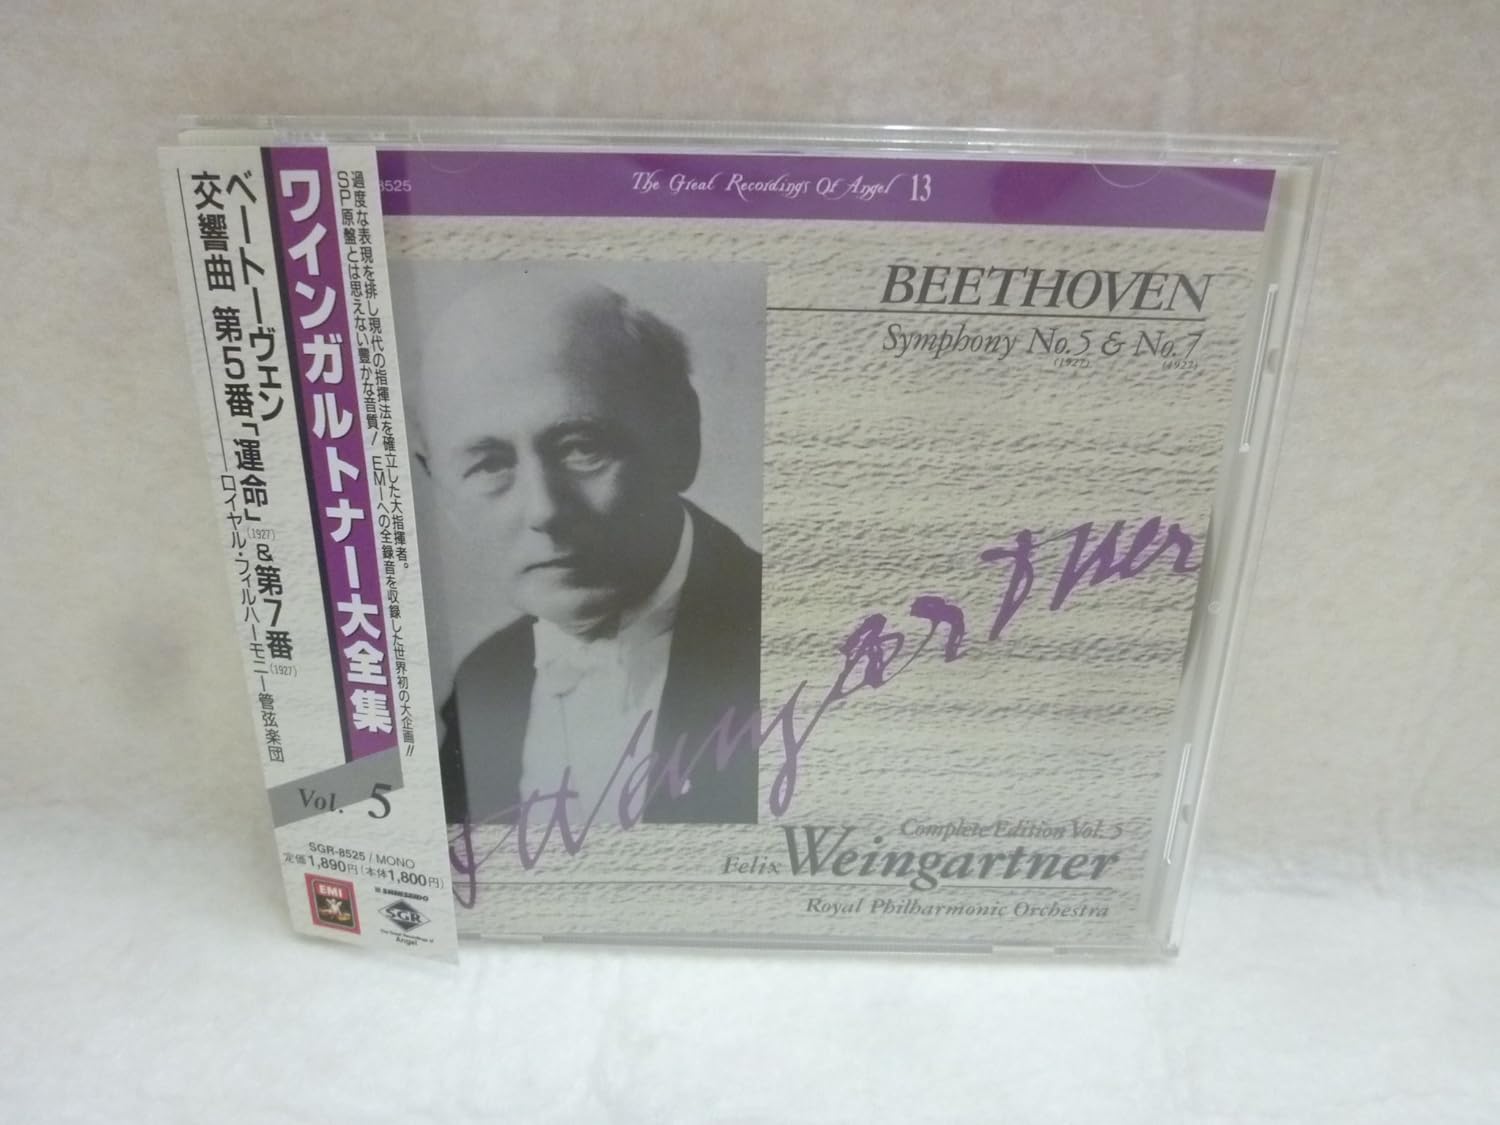 ベートーヴェン
交響曲 第5番「運命」(1927)&第7番(1927)
ロイヤル・フィルハーモニー管弦楽団
ワインガルトナー大全集
過度な表現を排し現代の指揮法を確立した大指揮者。
SP原盤とは思えない豊かな音質! EMIへの全録音を収録した世界初の大企画!!
Vol. 5
SGR-8525/MONO
定価1,890円(本体1,800円)
EMI
SHINSEIDO
SGR
The Great Recordings of
Angel
8525
The Great Recordings Of Angel 13
BEETHOVEN
Symphony No.5 & No.7
(1927) (1927)
Weingartner
Complete Edition Vol. 5
Felix Weingartner
Royal Philharmonic Orchestra